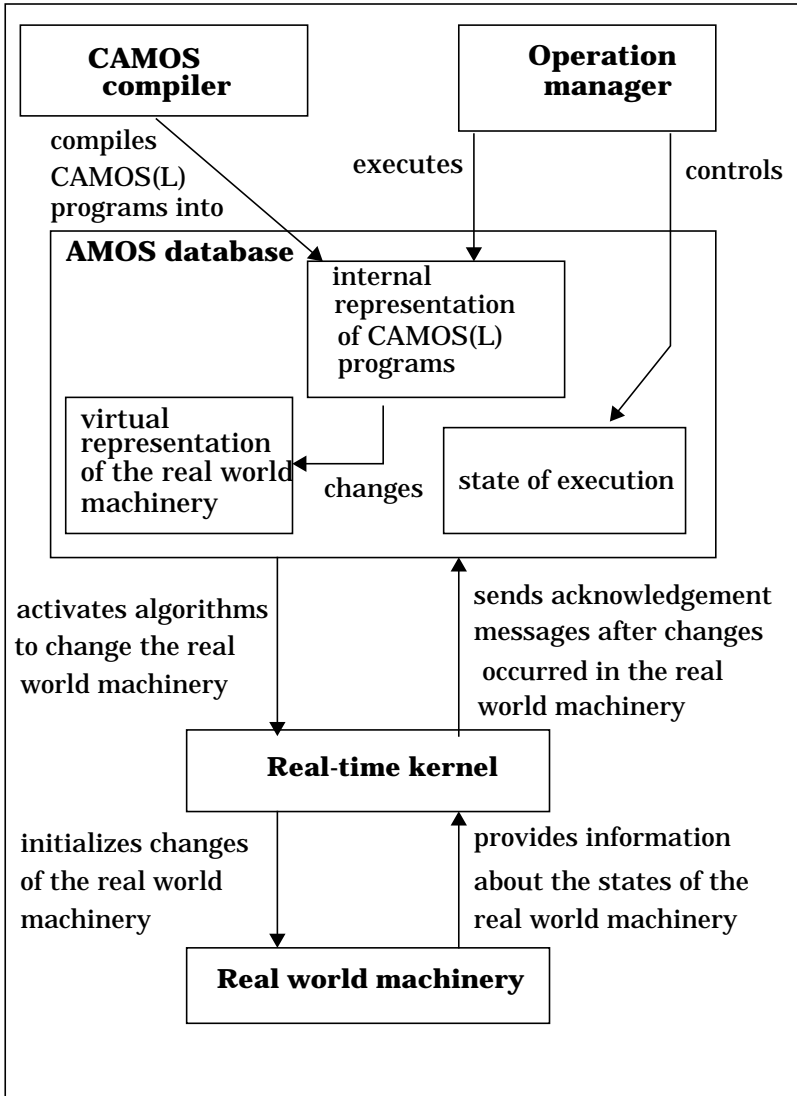 CAMOS
compiler
Operation
manager
compiles
CAMOS(L)
programs into
executes
controls
AMOS database
internal
representation
of CAMOS(L)
programs
virtual
representation
of the real world
machinery
changes
state of execution
activates algorithms
to change the real
world machinery
sends acknowledgement
messages after changes
occurred in the real
world machinery
Real-time kernel
initializes changes
of the real world
machinery
provides information
about the states of the
real world machinery
Real world machinery